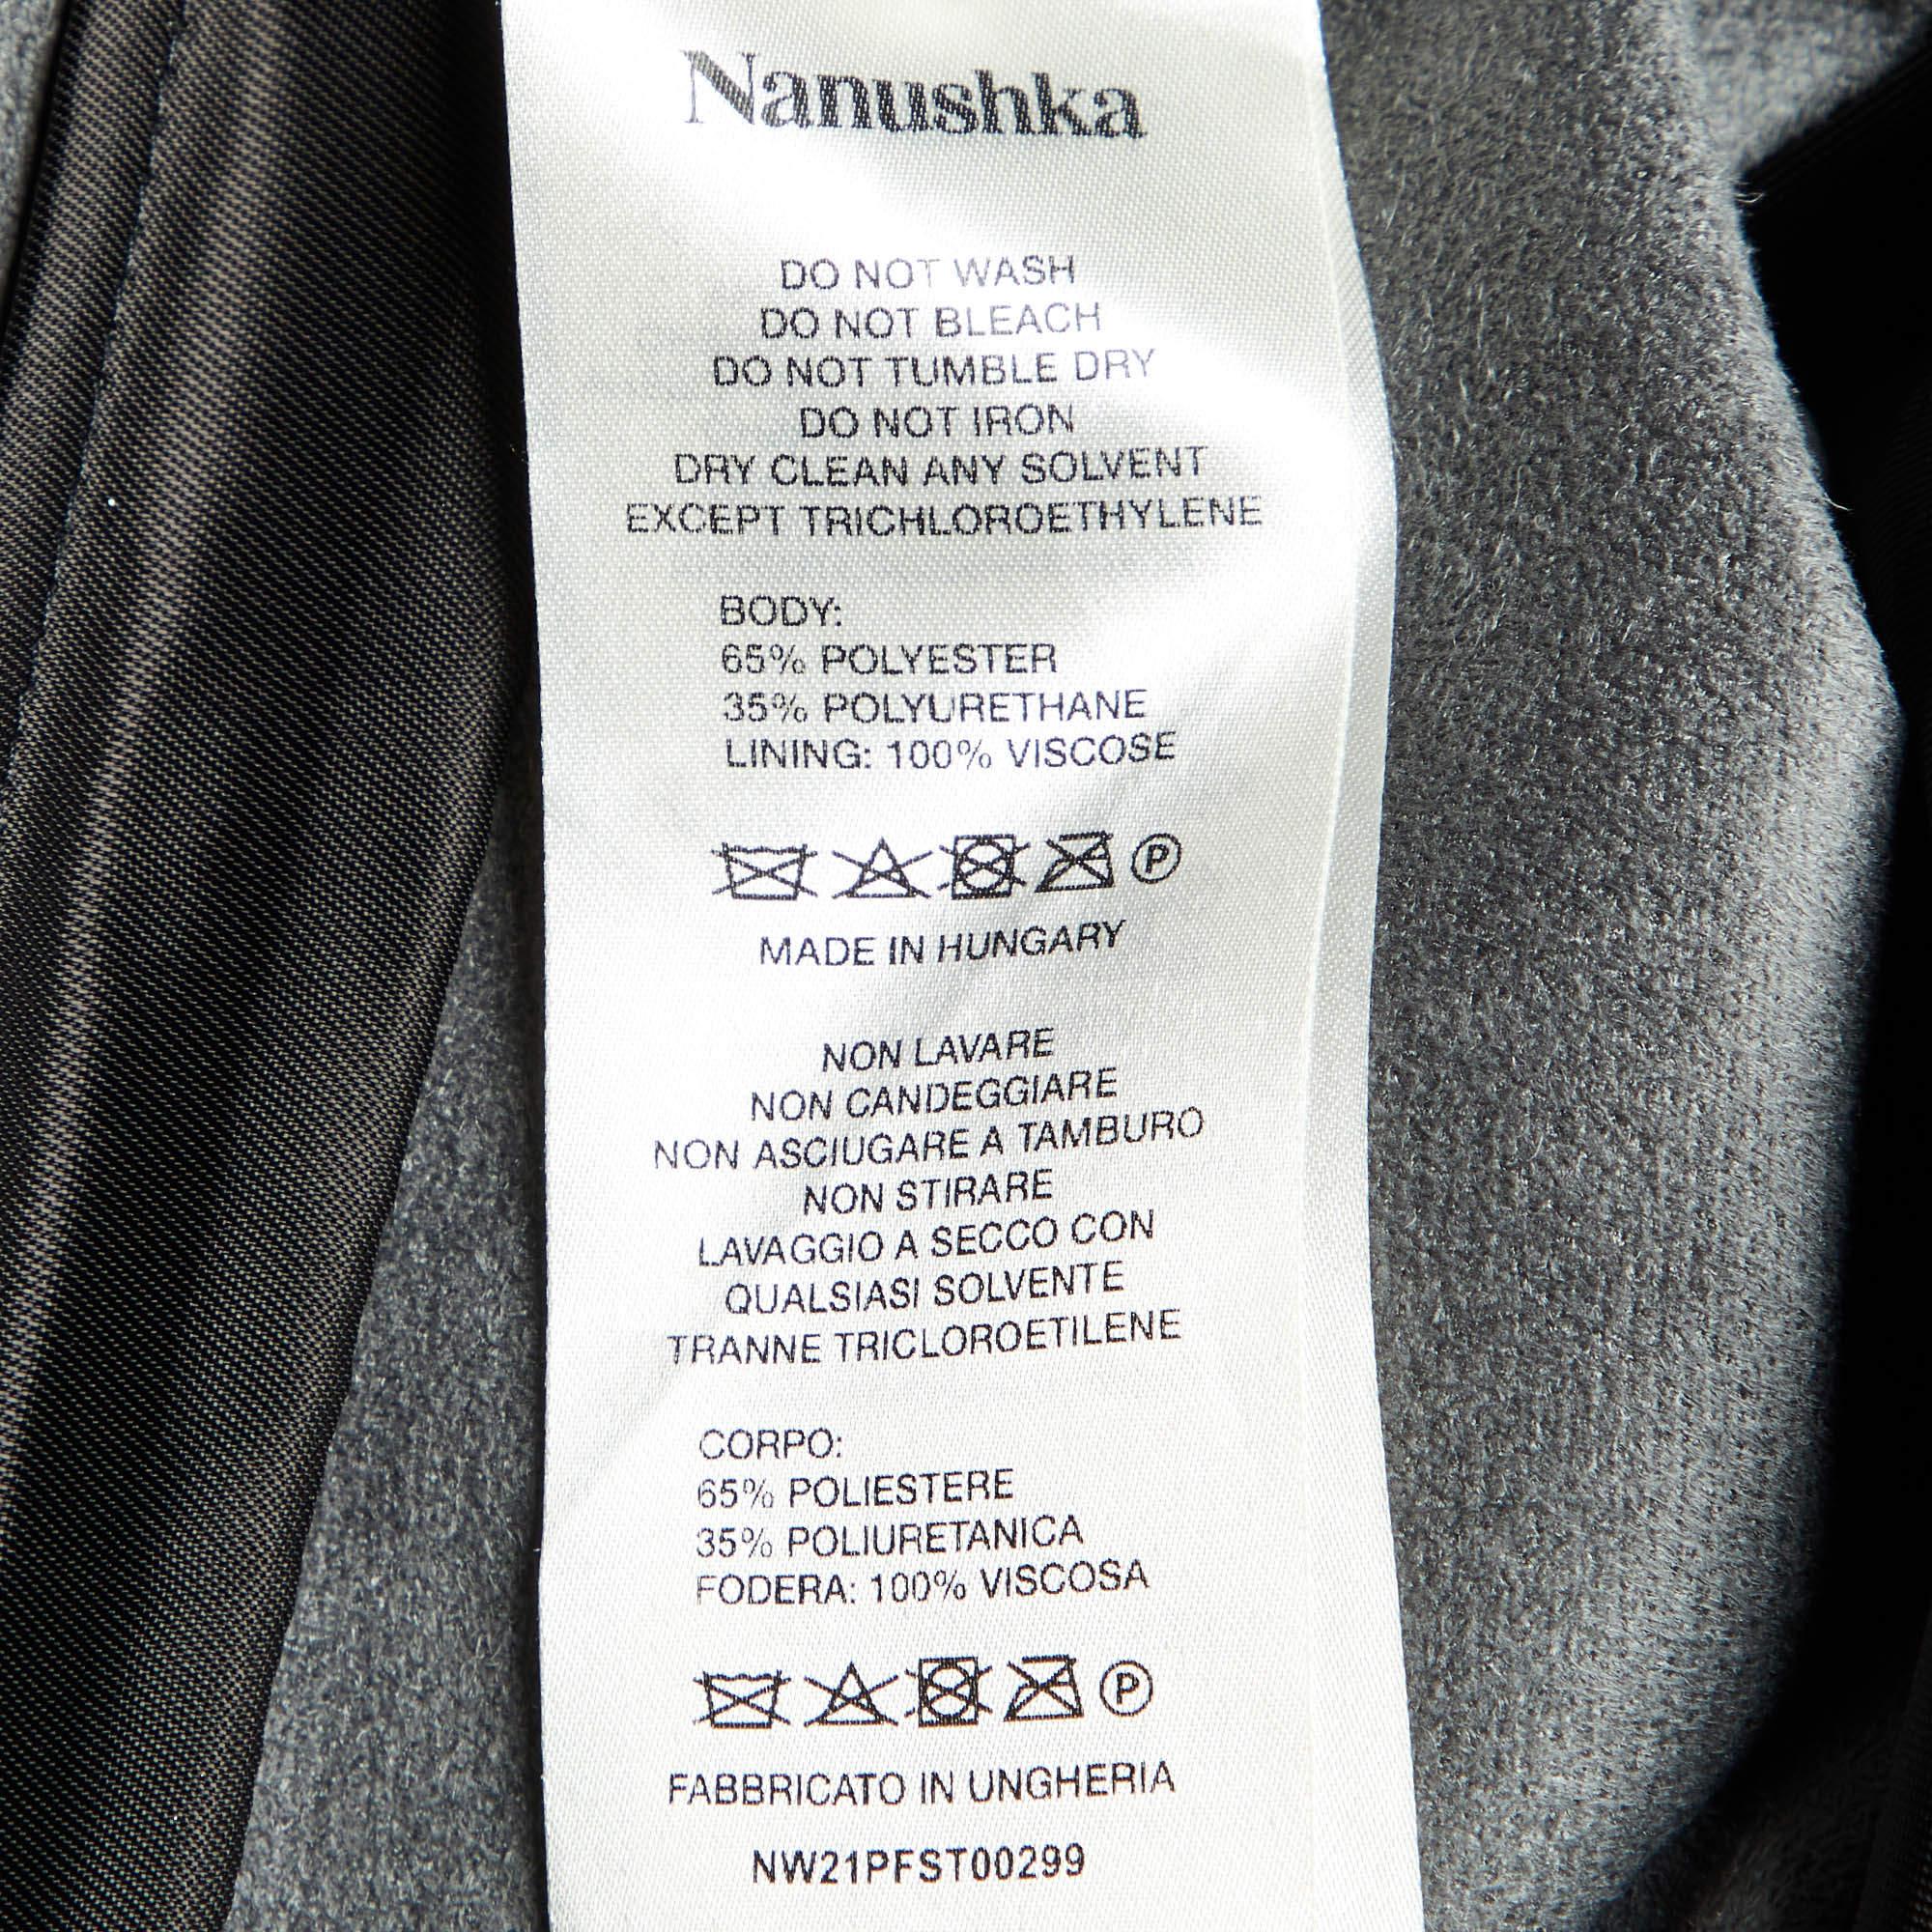 Nanushka
DO NOT WASH
DO NOT BLEACH
DO NOT TUMBLE DRY
DO NOT IRON
DRY CLEAN ANY SOLVENT
EXCEPT TRICHLOROETHYLENE
BODY:
65% POLYESTER
35% POLYURETHANE
LINING: 100% VISCOSE
P
MADE IN HUNGARY
NON LAVARE
NON CANDEGGIARE
NON ASCIUGARE A TAMBURO
NON STIRARE
LAVAGGIO A SECCO CON
QUALSIASI SOLVENTE
TRANNE TRICLOROETILENE
CORPO:
65% POLIESTERE
35% POLIURETANICA
FODERA: 100% VISCOSA
P
FABBRICATO IN UNGHERIA
NW21PFST00299